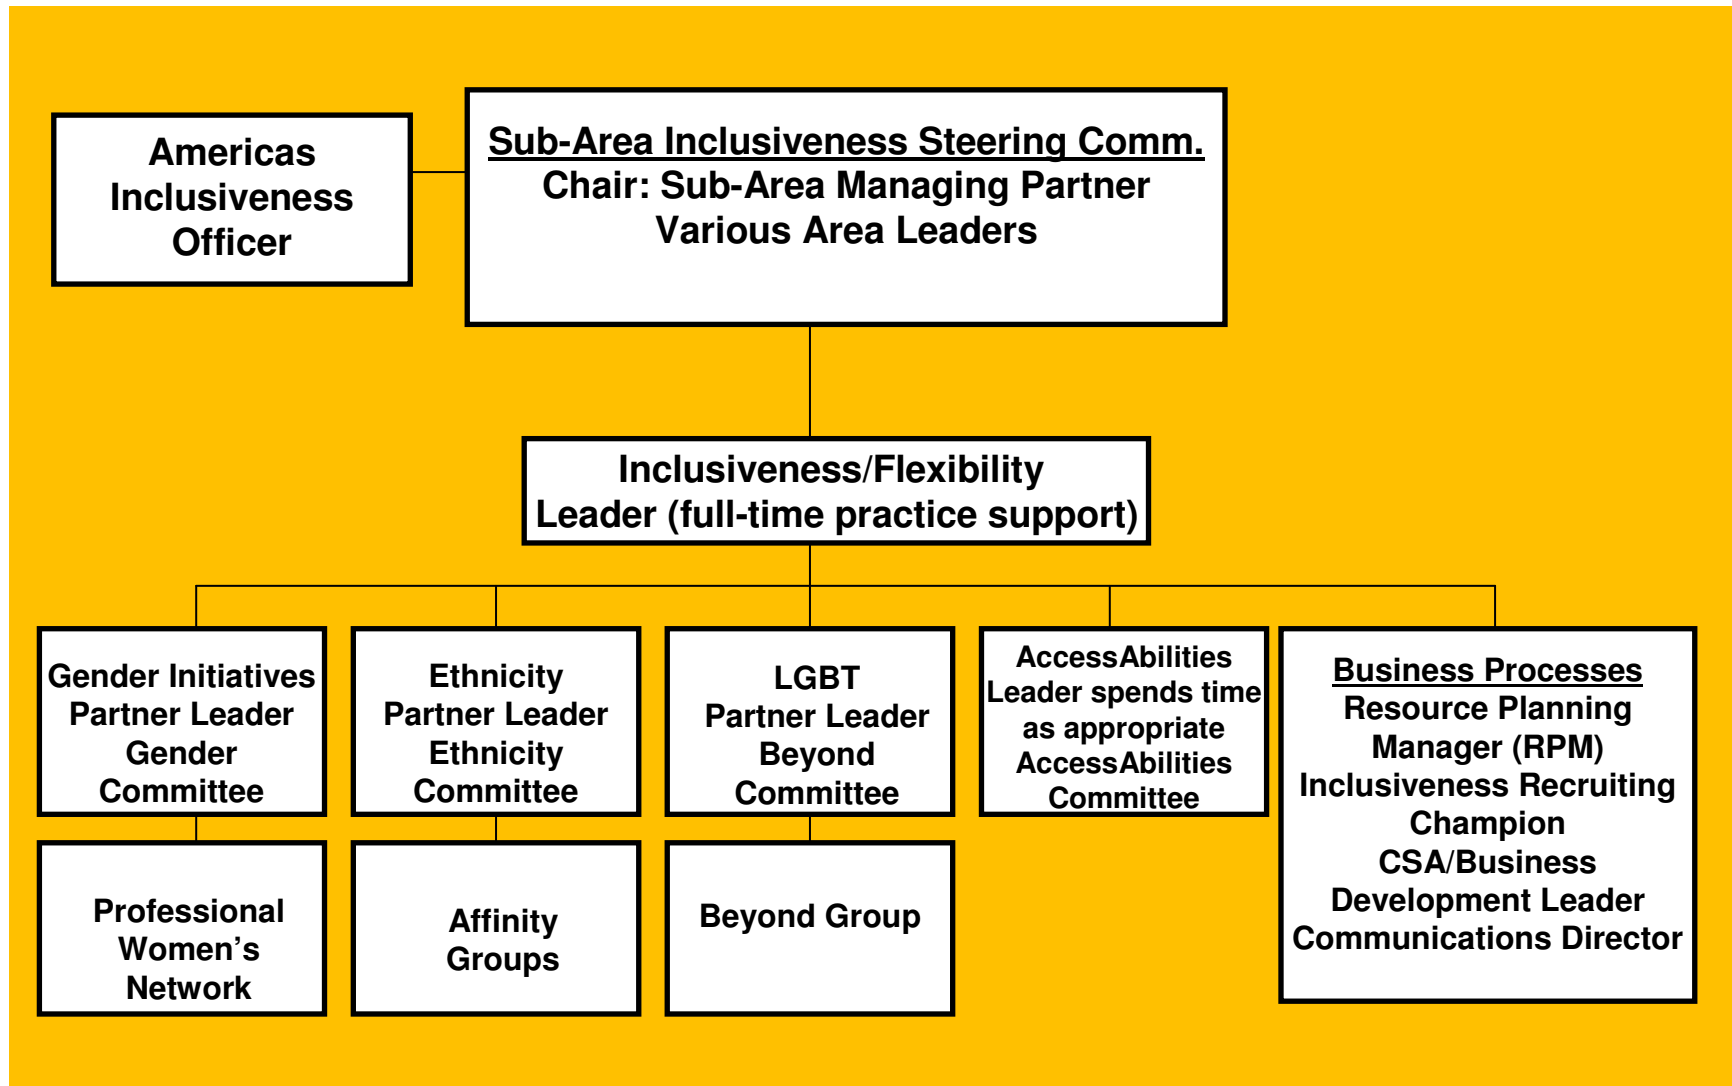 Americas
Inclusiveness
Officer
Sub-Area Inclusiveness Steering Comm.
Chair: Sub-Area Managing Partner
Various Area Leaders
Inclusiveness/Flexibility
Leader (full-time practice support)
Gender Initiatives
Partner Leader
Gender
Committee
Ethnicity
Partner Leader
Ethnicity
Committee
LGBT
Partner Leader
Beyond
Committee
AccessAbilities
Leader spends time
as appropriate
AccessAbilities
Committee
Business Processes
Resource Planning
Manager (RPM)
Inclusiveness Recruiting
Champion
CSA/Business
Development Leader
Communications Director
Professional
Women’s
Network
Affinity
Groups
Beyond Group